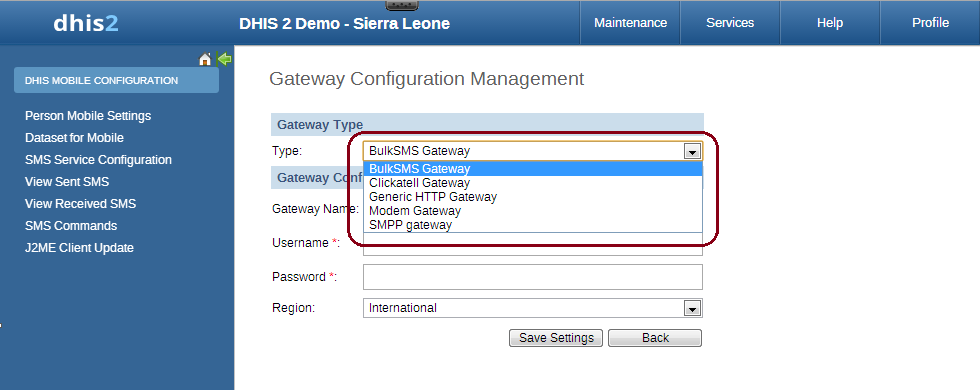 dhis2
DHIS 2 Demo - Sierra Leone
Maintenance
Services
Help
Profile
DHIS MOBILE CONFIGURATION
Person Mobile Settings
Dataset for Mobile
SMS Service Configuration
View Sent SMS
View Received SMS
SMS Commands
J2ME Client Update
Gateway Configuration Management
Gateway Type
Type:
BulkSMS Gateway
BulkSMS Gateway
Clickatell Gateway
Generic HTTP Gateway
Modem Gateway
SMPP gateway
Gateway Conf
Gateway Name:
Username *:
Password *:
Region:
International
Save Settings
Back